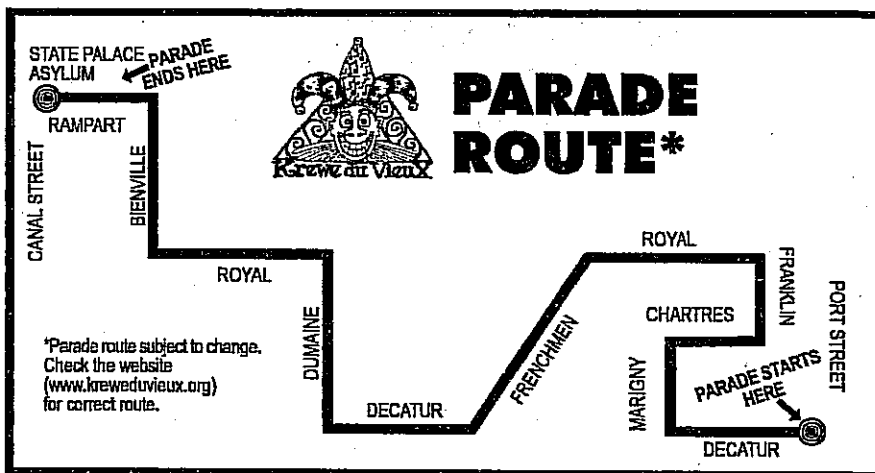 STATE PALACE
ASYLUM
PARADE
ENDS HERE
RAMPART
CANAL STREET
BIENVILLE
Krewe du Vieux
PARADE
ROUTE*
ROYAL
DUMAINE
DECATUR
FRENCHMEN
ROYAL
FRANKLIN
CHARTRES
MARIGNY
PORT STREET
PARADE STARTS
HERE
DECATUR
*Parade route subject to change.
Check the website
(www.kreweduvieux.org)
for correct route.